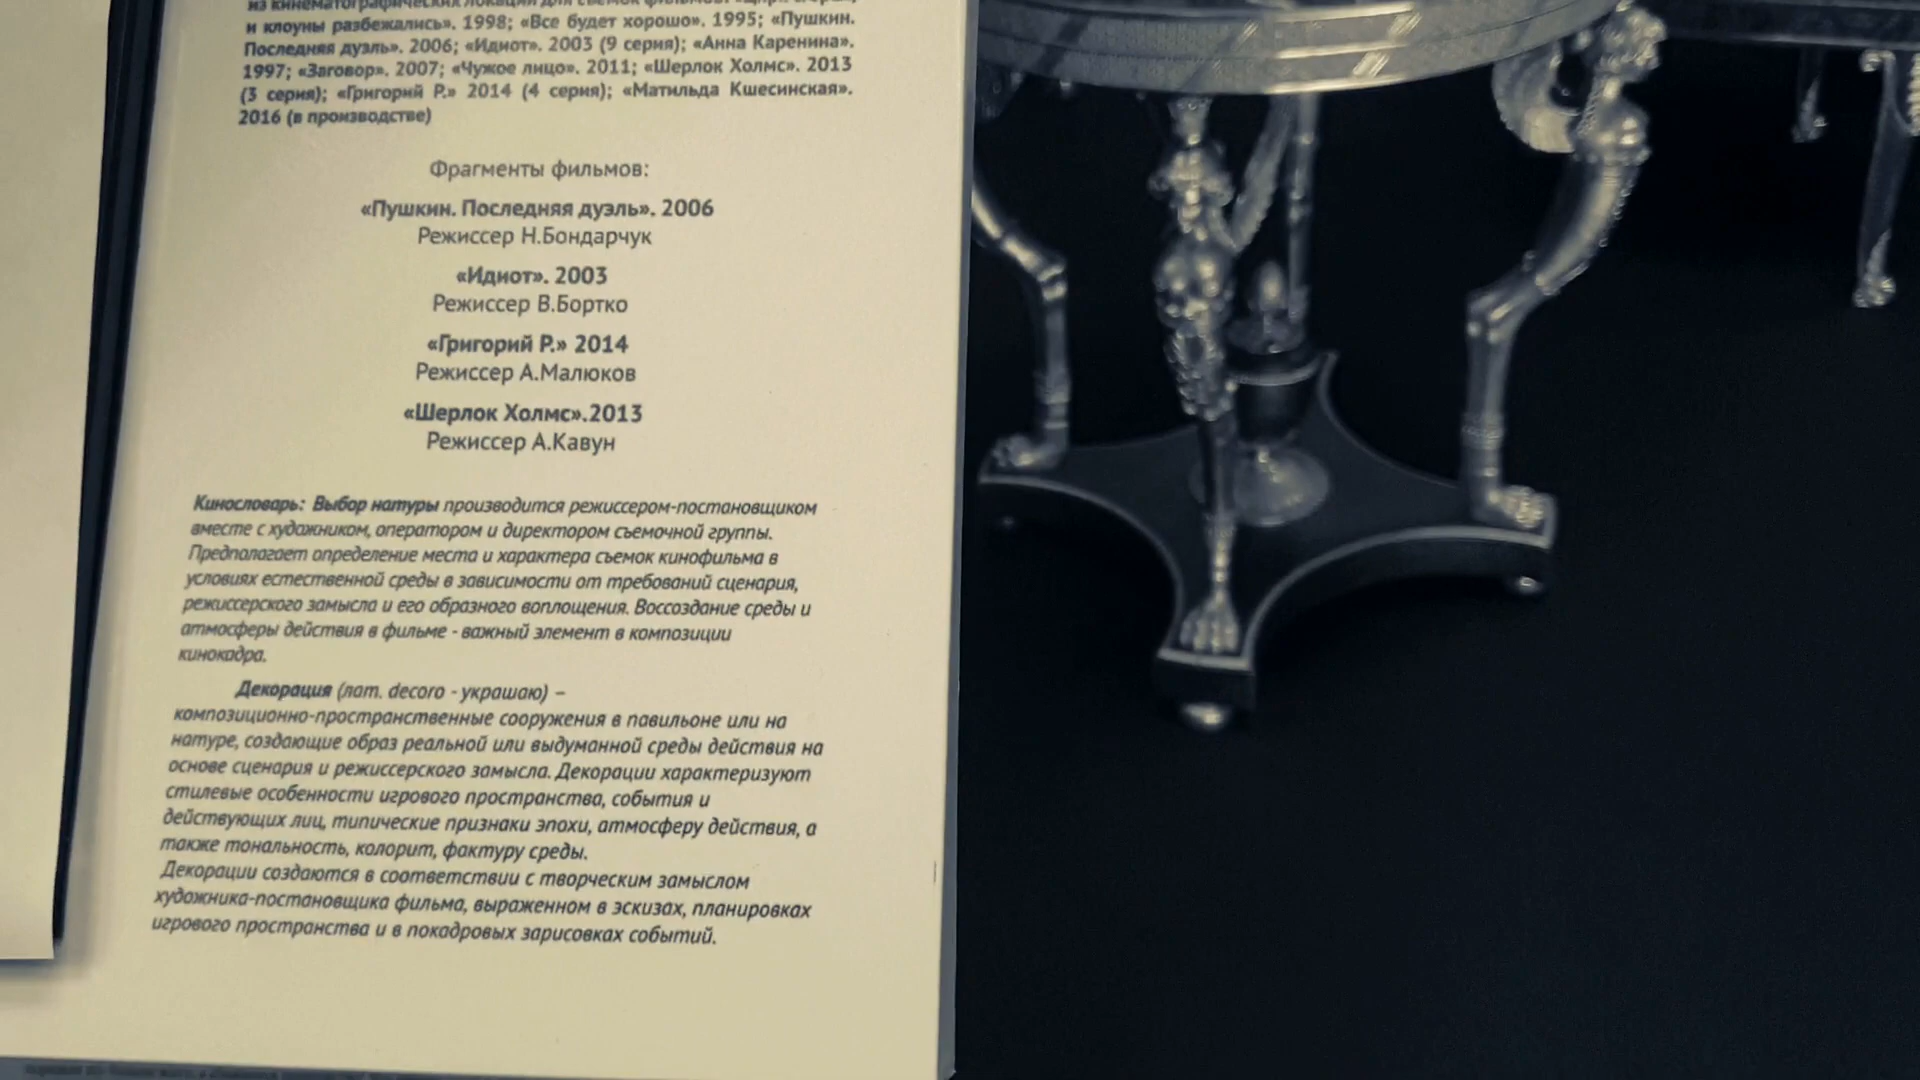 из кинематографических локаций для съемок фильмов:
и клоуны разбежались». 1998; «Все будет хорошо». 1995; «Пушкин.
Последняя дуэль». 2006; «Идиот». 2003 (9 серия); «Анна Каренина».
1997; «Заговор». 2007; «Чужое лицо». 2011; «Шерлок Холмс». 2013
(3 серия); «Григорий Р.» 2014 (4 серия); «Матильда Кшесинская».
2016 (в производстве)
Фрагменты фильмов:
«Пушкин. Последняя дуэль». 2006
Режиссер Н.Бондарчук
«Идиот». 2003
Режиссер В.Бортко
«Григорий Р.» 2014
Режиссер А.Малюков
«Шерлок Холмс».2013
Режиссер А.Кавун
Кинословарь: Выбор натуры производится режиссером-постановщиком
вместе с художником, оператором и директором съемочной группы.
Предполагает определение места и характера съемок кинофильма в
условиях естественной среды в зависимости от требований сценария,
режиссерского замысла и его образного воплощения. Воссоздание среды и
атмосферы действия в фильме - важный элемент в композиции
кинокадра.
Декорация (лат. decoro - украшаю) –
композиционно-пространственные сооружения в павильоне или на
натуре, создающие образ реальной или выдуманной среды действия на
основе сценария и режиссерского замысла. Декорации характеризуют
стилевые особенности игрового пространства, события и
действующих лиц, типические признаки эпохи, атмосферу действия, а
также тональность, колорит, фактуру среды.
Декорации создаются в соответствии с творческим замыслом
художника-постановщика фильма, выраженном в эскизах, планировках
игрового пространства и в покадровых зарисовках событий.